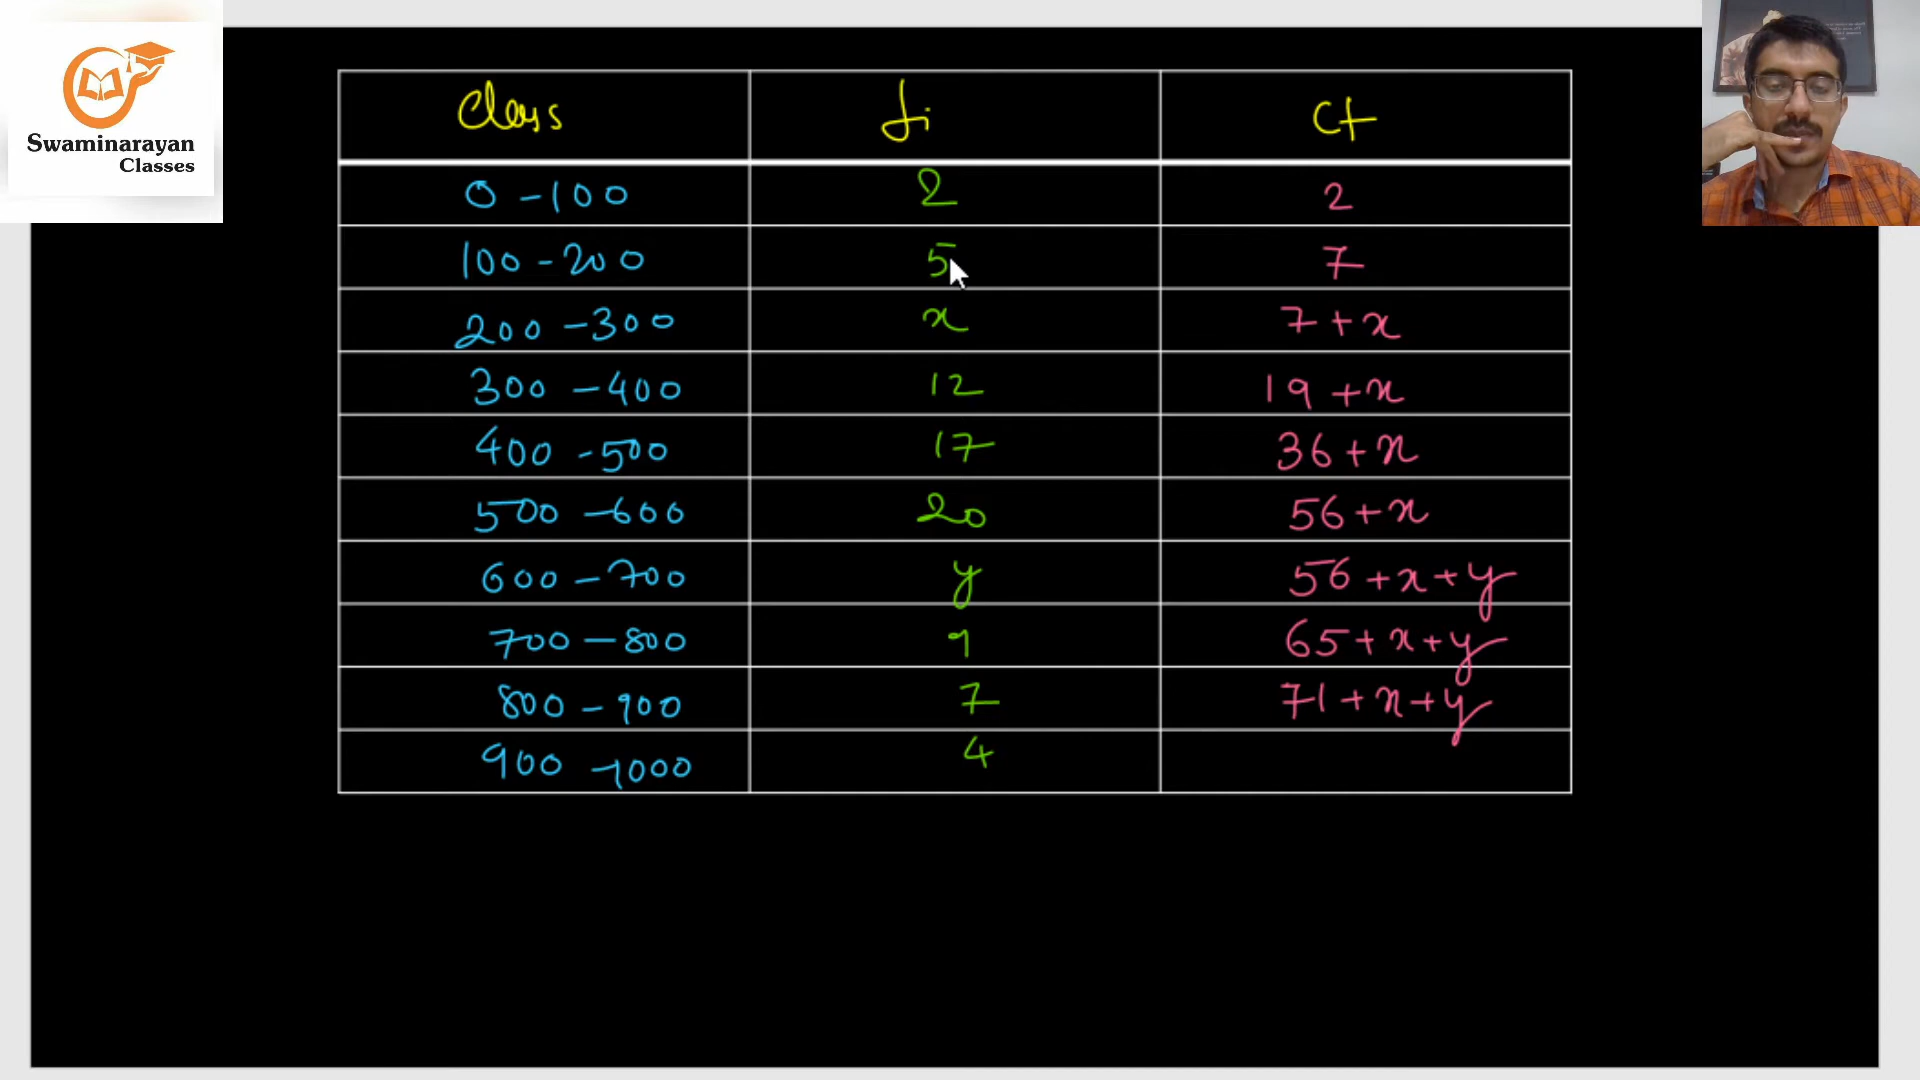 Swaminarayan
Classes
Class fi cf
0 - 100 2 2
100 - 200 5 7
200 - 300 x 7 + x
300 - 400 12 19 + x
400 - 500 17 36 + x
500 - 600 20 56 + x
600 - 700 y 56 + x + y
700 - 800 9 65 + x + y
800 - 900 7 71 + x + y
900 - 1000 4